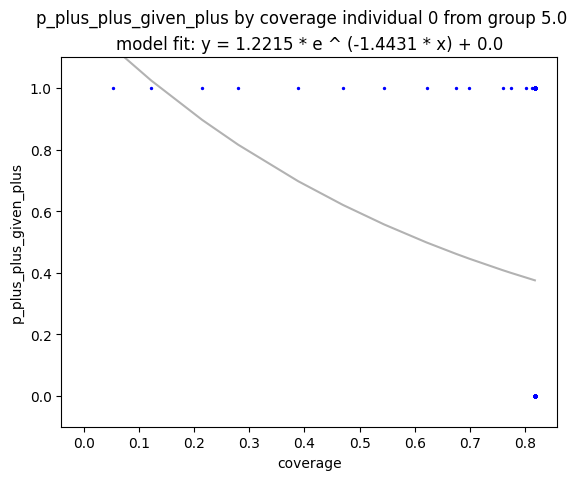 p_plus_plus_given_plus by coverage individual 0 from group 5.0
model fit: y = 1.2215 * e ^ (-1.4431 * x) + 0.0
p_plus_plus_given_plus
1.0
0.8
0.6
0.4
0.2
0.0
0.0 0.1 0.2 0.3 0.4 0.5 0.6 0.7 0.8
coverage